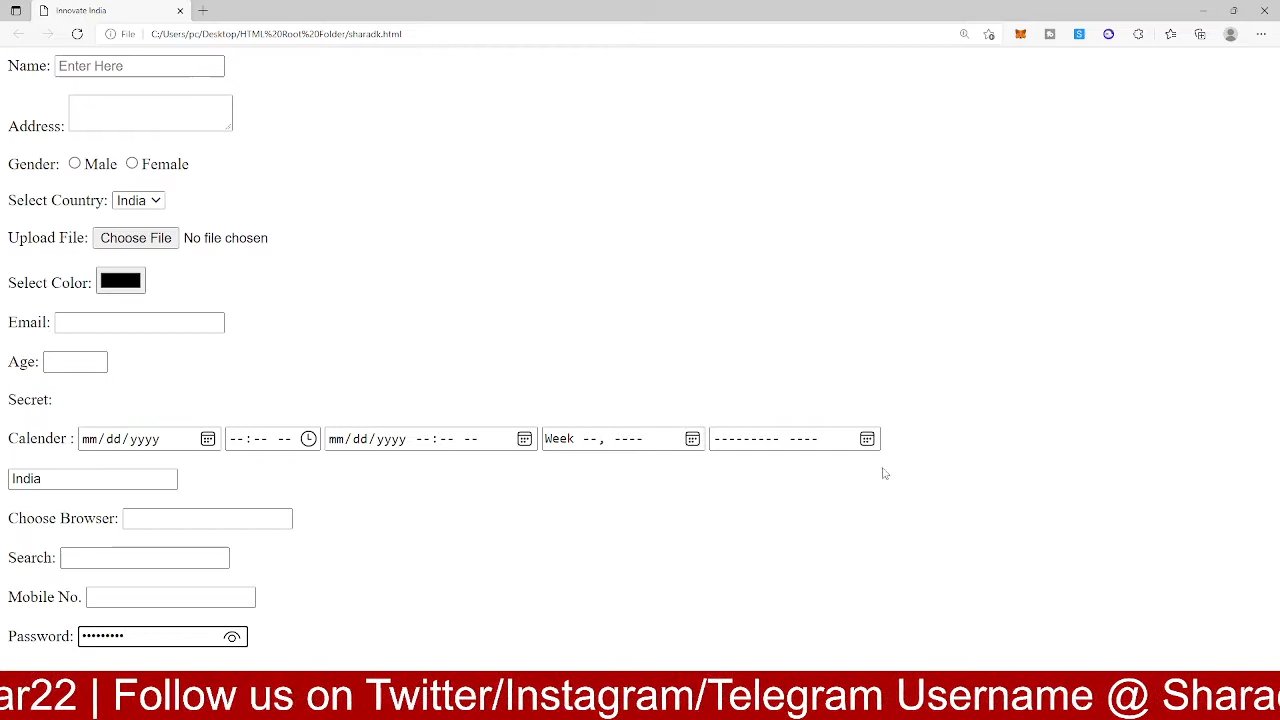 Innovate India
File C:/Users/pc/Desktop/HTML%20Root%20Folder/sharadk.html
Name: Enter Here
Address:
Gender: Male Female
Select Country: India
Upload File: Choose File No file chosen
Select Color:
Email:
Age:
Secret:
Calender : mm/dd/yyyy --:-- -- mm/dd/yyyy --:-- -- Week --, ---- --------- ----
India
Choose Browser:
Search:
Mobile No.
Password: •••••••••
ar22 | Follow us on Twitter/Instagram/Telegram Username @ Shara